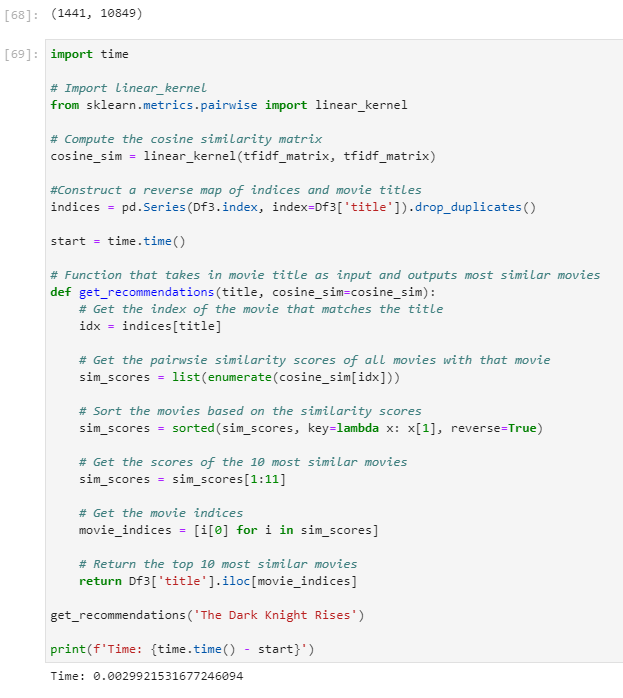 [68]: (1441, 10849)
[69]: import time
# Import linear_kernel
from sklearn.metrics.pairwise import linear_kernel
# Compute the cosine similarity matrix
cosine_sim = linear_kernel(tfidf_matrix, tfidf_matrix)
#Construct a reverse map of indices and movie titles
indices = pd.Series(Df3.index, index=Df3['title']).drop_duplicates()
start = time.time()
# Function that takes in movie title as input and outputs most similar movies
def get_recommendations(title, cosine_sim=cosine_sim):
    # Get the index of the movie that matches the title
    idx = indices[title]
    # Get the pairwsie similarity scores of all movies with that movie
    sim_scores = list(enumerate(cosine_sim[idx]))
    # Sort the movies based on the similarity scores
    sim_scores = sorted(sim_scores, key=lambda x: x[1], reverse=True)
    # Get the scores of the 10 most similar movies
    sim_scores = sim_scores[1:11]
    # Get the movie indices
    movie_indices = [i[0] for i in sim_scores]
    # Return the top 10 most similar movies
    return Df3['title'].iloc[movie_indices]
get_recommendations('The Dark Knight Rises')
print(f'Time: {time.time() - start}')
Time: 0.0029921531677246094